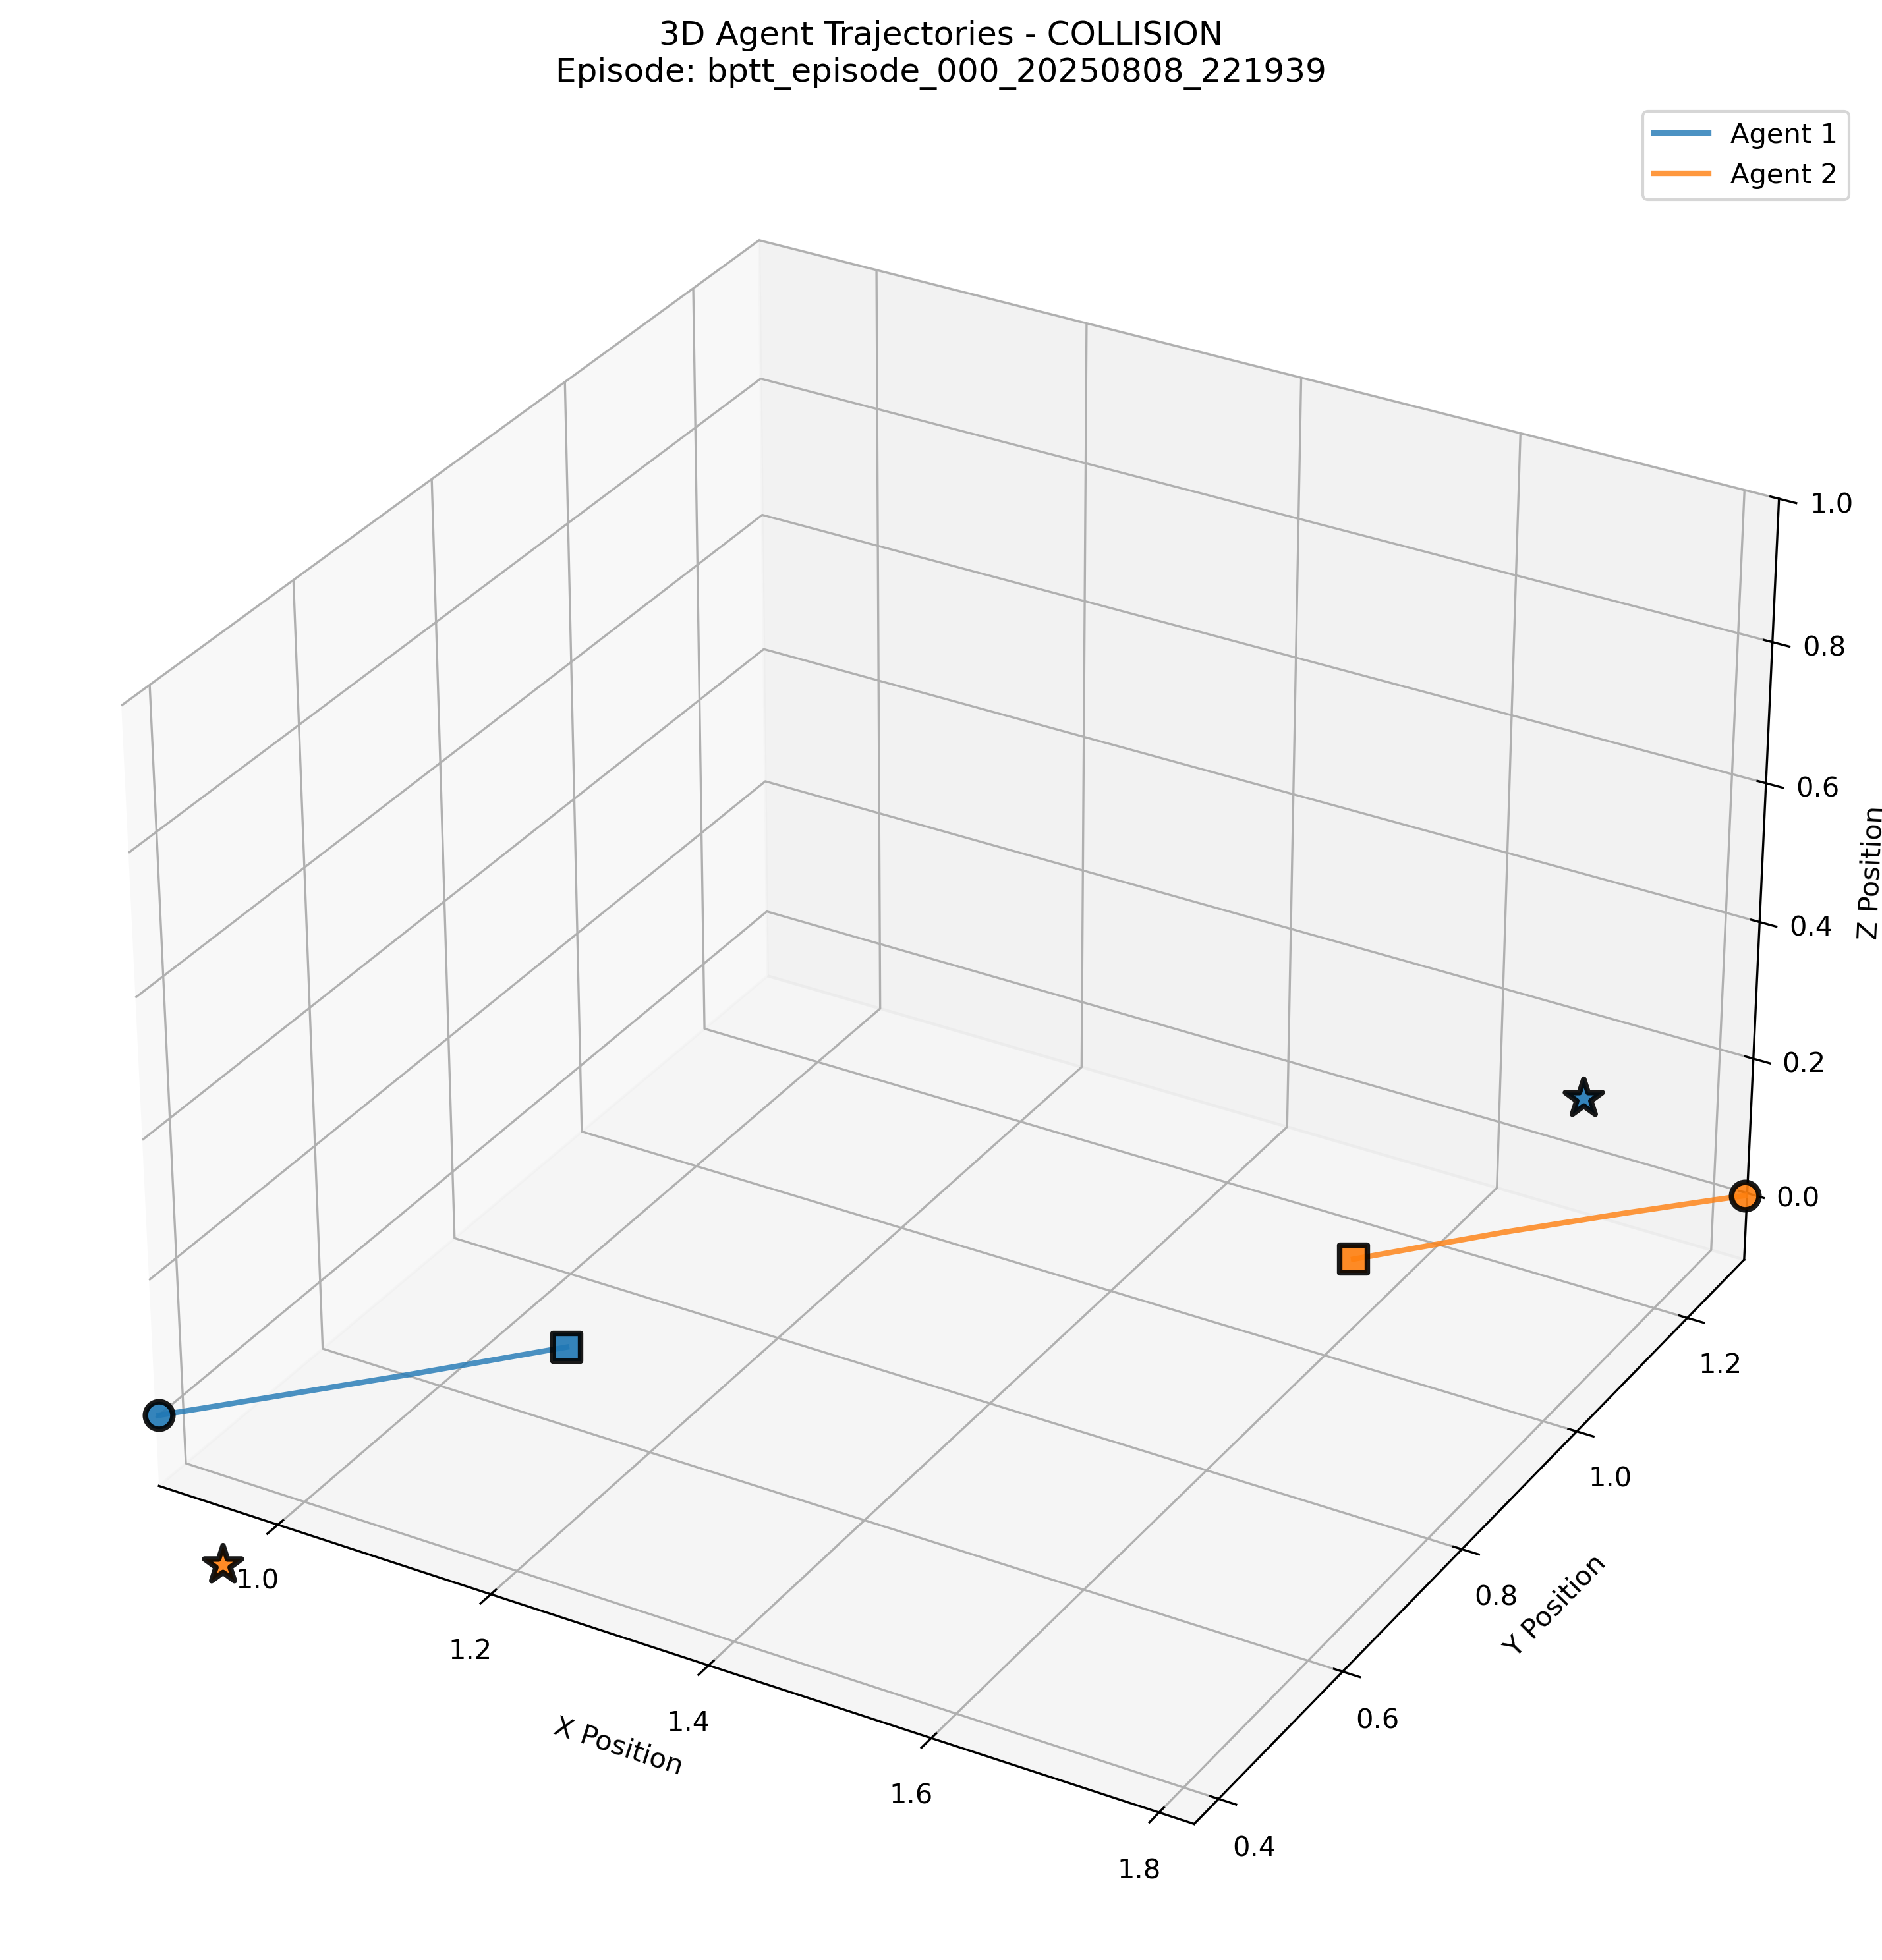 3D Agent Trajectories - COLLISION
Episode: bptt_episode_000_20250808_221939
Agent 1
Agent 2
1.0
0.8
0.6
0.4
0.2
0.0
Z Position
1.2
1.0
0.8
0.6
0.4
Y Position
1.0
1.2
1.4
1.6
1.8
X Position